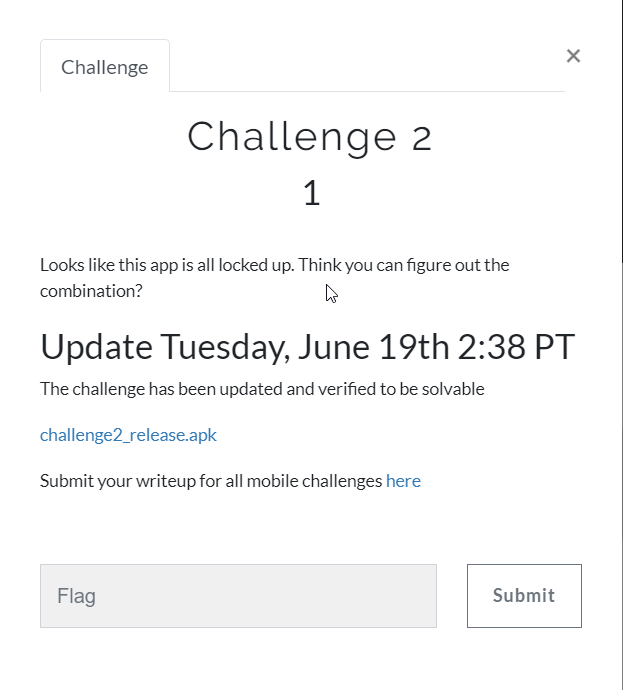 Challenge
×
Challenge 2
1
Looks like this app is all locked up. Think you can figure out the
combination?
Update Tuesday, June 19th 2:38 PT
The challenge has been updated and verified to be solvable
challenge2_release.apk
Submit your writeup for all mobile challenges here
Flag
Submit